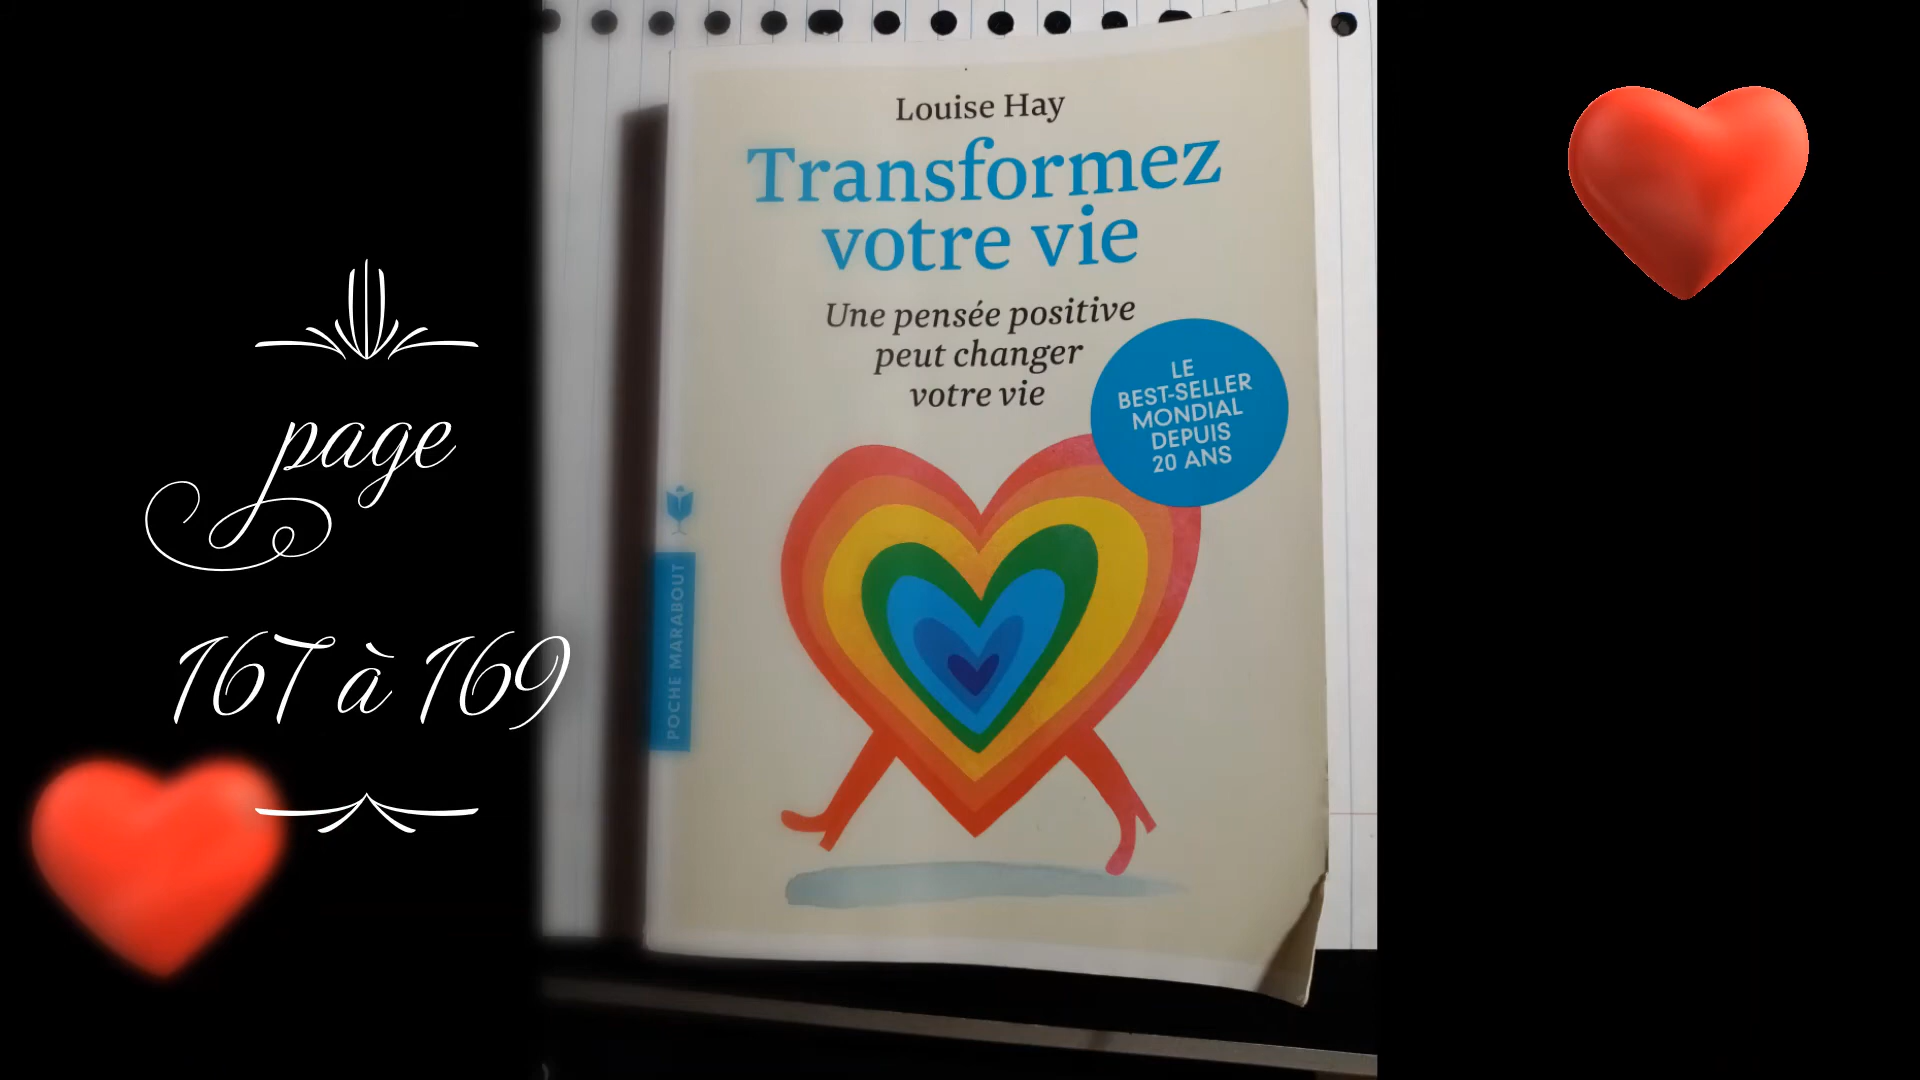 page
167 à 169
Louise Hay
Transformez
votre vie
Une pensée positive
peut changer
votre vie
LE
BEST-SELLER
MONDIAL
DEPUIS
20 ANS
POCHE MARABOUT